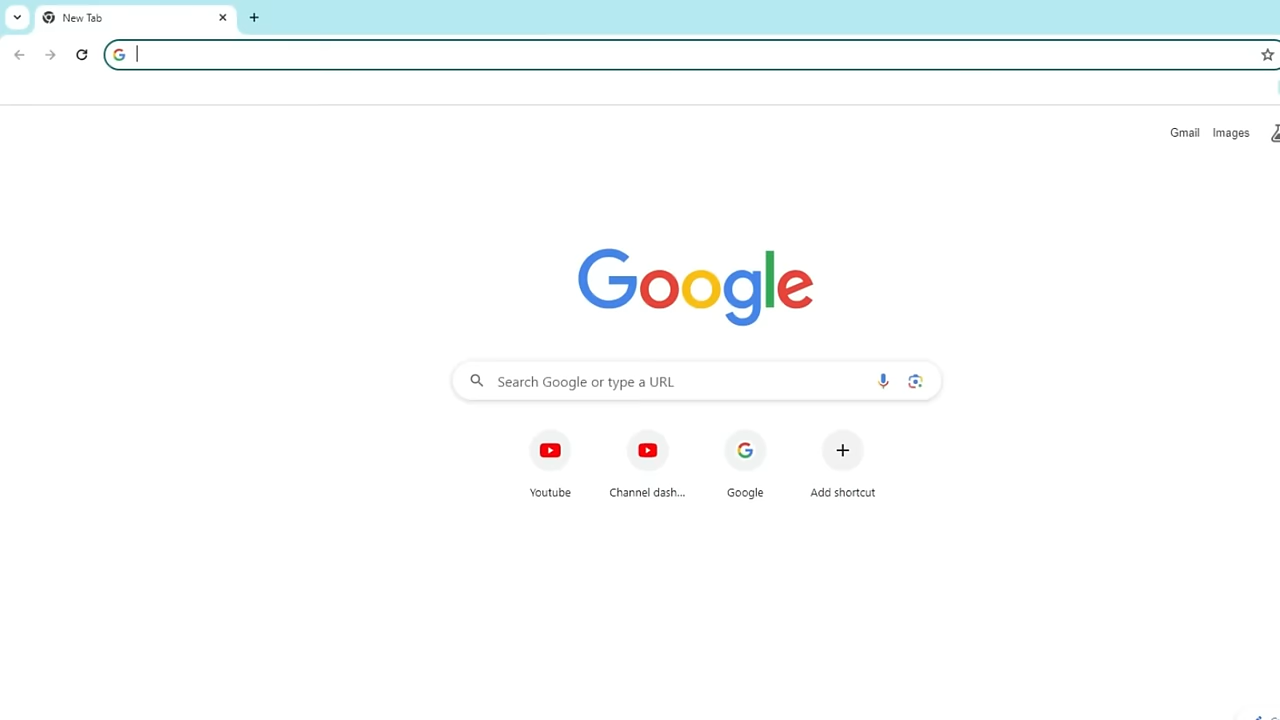 New Tab
Gmail Images
Google
Search Google or type a URL
Youtube Channel dash... Google Add shortcut